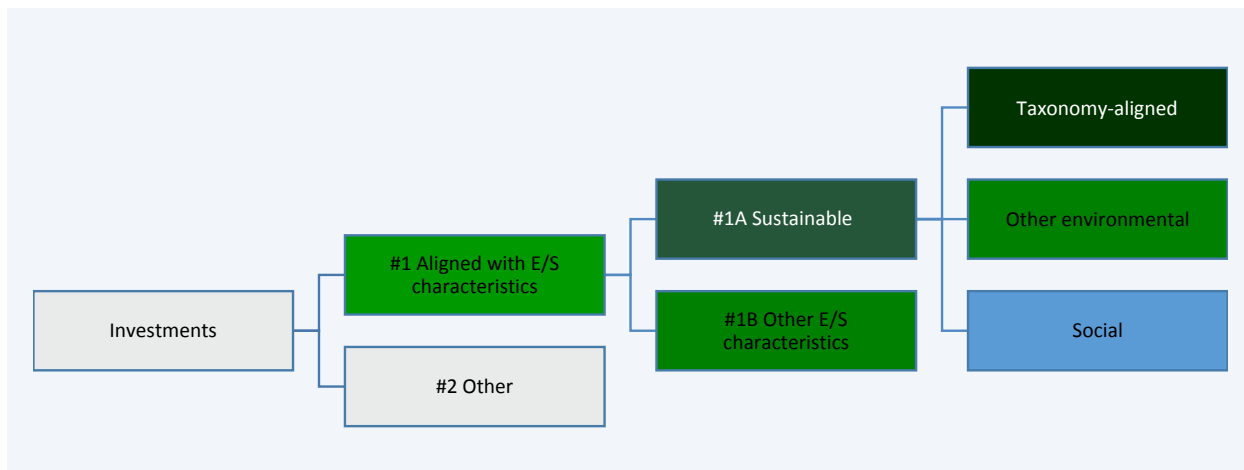 Investments
#1 Aligned with E/S
characteristics
#2 Other
#1A Sustainable
#1B Other E/S
characteristics
Taxonomy-aligned
Other environmental
Social